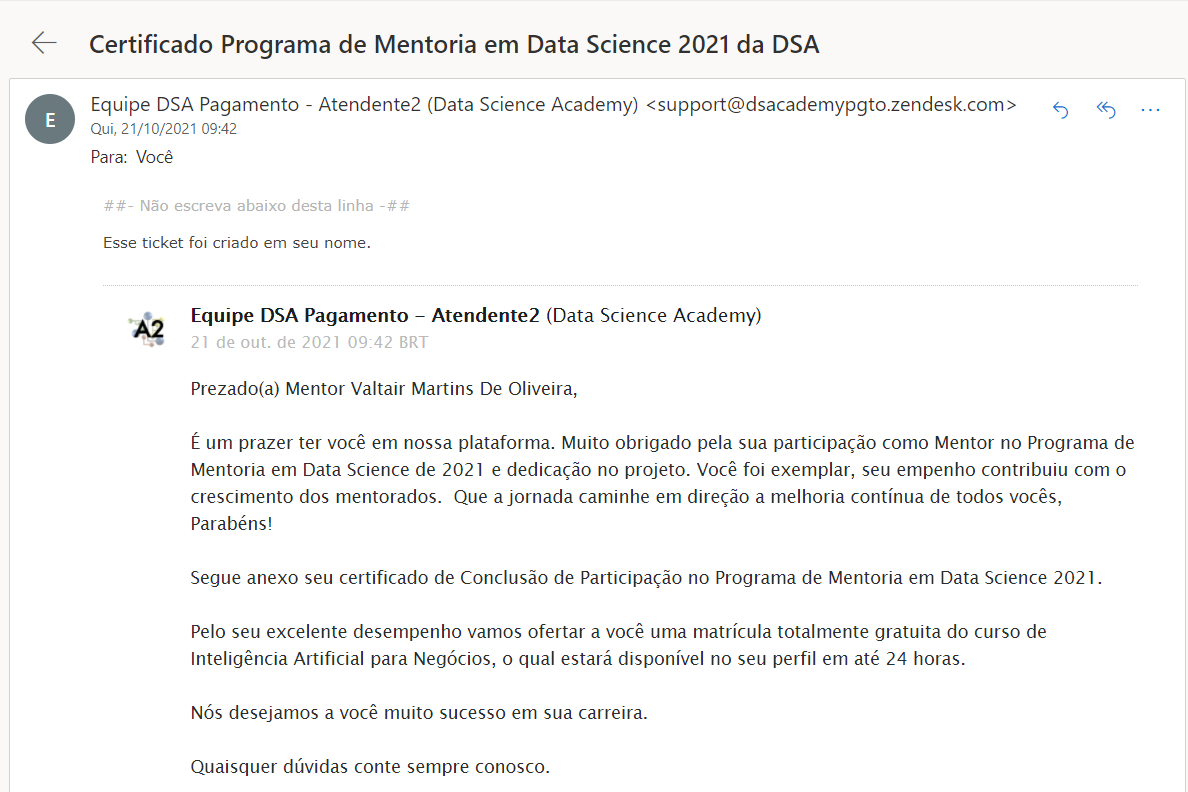 Certificado Programa de Mentoria em Data Science 2021 da DSA
E
Equipe DSA Pagamento - Atendente2 (Data Science Academy) <support@dsacademypgto.zendesk.com>
Qui, 21/10/2021 09:42
Para: Você
##- Não escreva abaixo desta linha -##
Esse ticket foi criado em seu nome.
A2
Equipe DSA Pagamento – Atendente2 (Data Science Academy)
21 de out. de 2021 09:42 BRT
Prezado(a) Mentor Valtair Martins De Oliveira,
É um prazer ter você em nossa plataforma. Muito obrigado pela sua participação como Mentor no Programa de
Mentoria em Data Science de 2021 e dedicação no projeto. Você foi exemplar, seu empenho contribuiu com o
crescimento dos mentorados.  Que a jornada caminhe em direção a melhoria contínua de todos vocês,
Parabéns!
Segue anexo seu certificado de Conclusão de Participação no Programa de Mentoria em Data Science 2021.
Pelo seu excelente desempenho vamos ofertar a você uma matrícula totalmente gratuita do curso de
Inteligência Artificial para Negócios, o qual estará disponível no seu perfil em até 24 horas.
Nós desejamos a você muito sucesso em sua carreira.
Quaisquer dúvidas conte sempre conosco.